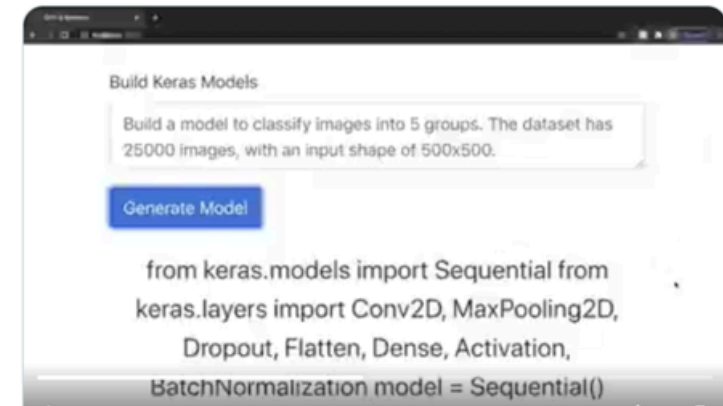 Build Keras Models
Build a model to classify images into 5 groups. The dataset has
25000 images, with an input shape of 500x500.
Generate Model
from keras.models import Sequential from
keras.layers import Conv2D, MaxPooling2D,
Dropout, Flatten, Dense, Activation,
BatchNormalization model = Sequential()